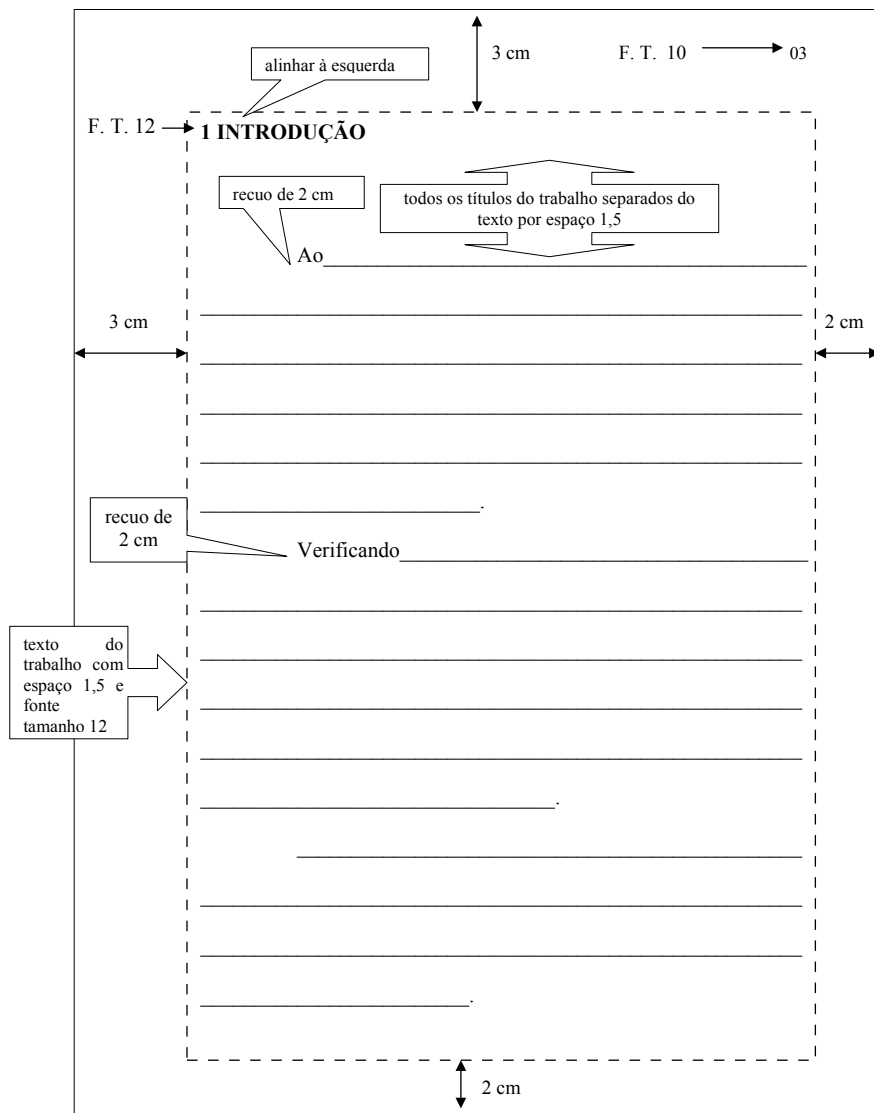 3 cm
F. T. 10
03
alinhar à esquerda
F. T. 12
1 INTRODUÇÃO
recuo de 2 cm
todos os títulos do trabalho separados do
texto por espaço 1,5
Ao
3 cm
2 cm
recuo de
2 cm
Verificando
texto do
trabalho com
espaço 1,5 e
fonte
tamanho 12
2 cm